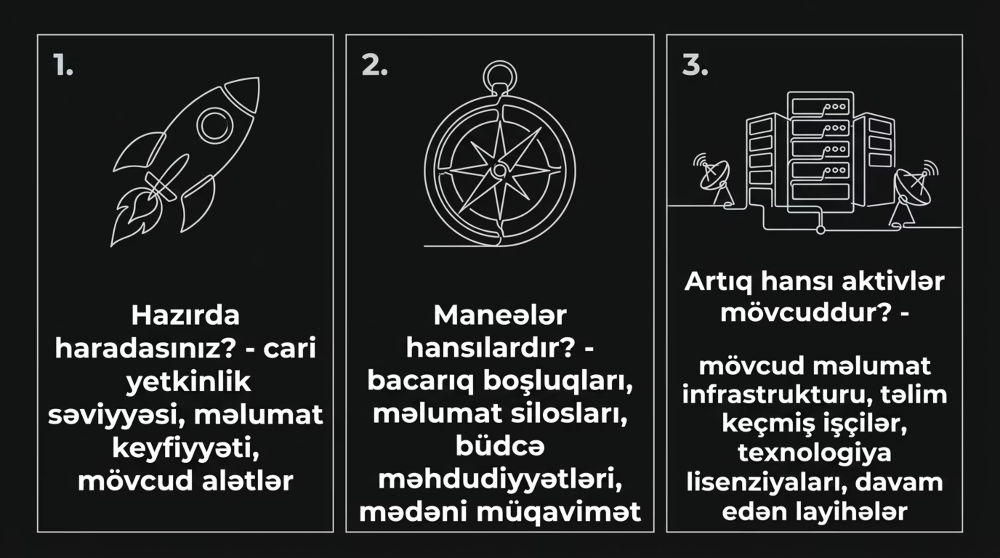 1.
Hazırda
haradasınız? - cari
yetkinlik
səviyyəsi, məlumat
keyfiyyəti,
mövcud alətlər
2.
Maneələr
hansılardır? -
bacarıq boşluqları,
məlumat silosları,
büdcə
məhdudiyyətləri,
mədəni müqavimət
3.
Artıq hansı aktivlər
mövcuddur? -
mövcud məlumat
infrastrukturu, təlim
keçmiş işçilər,
texnologiya
lisenziyaları, davam
edən layihələr